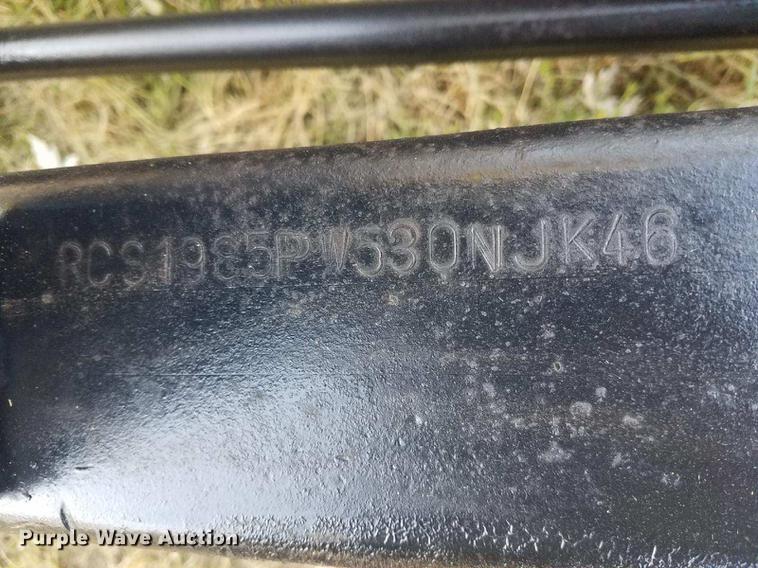 RCS1985PW530NJK46
Purple Wave Auction